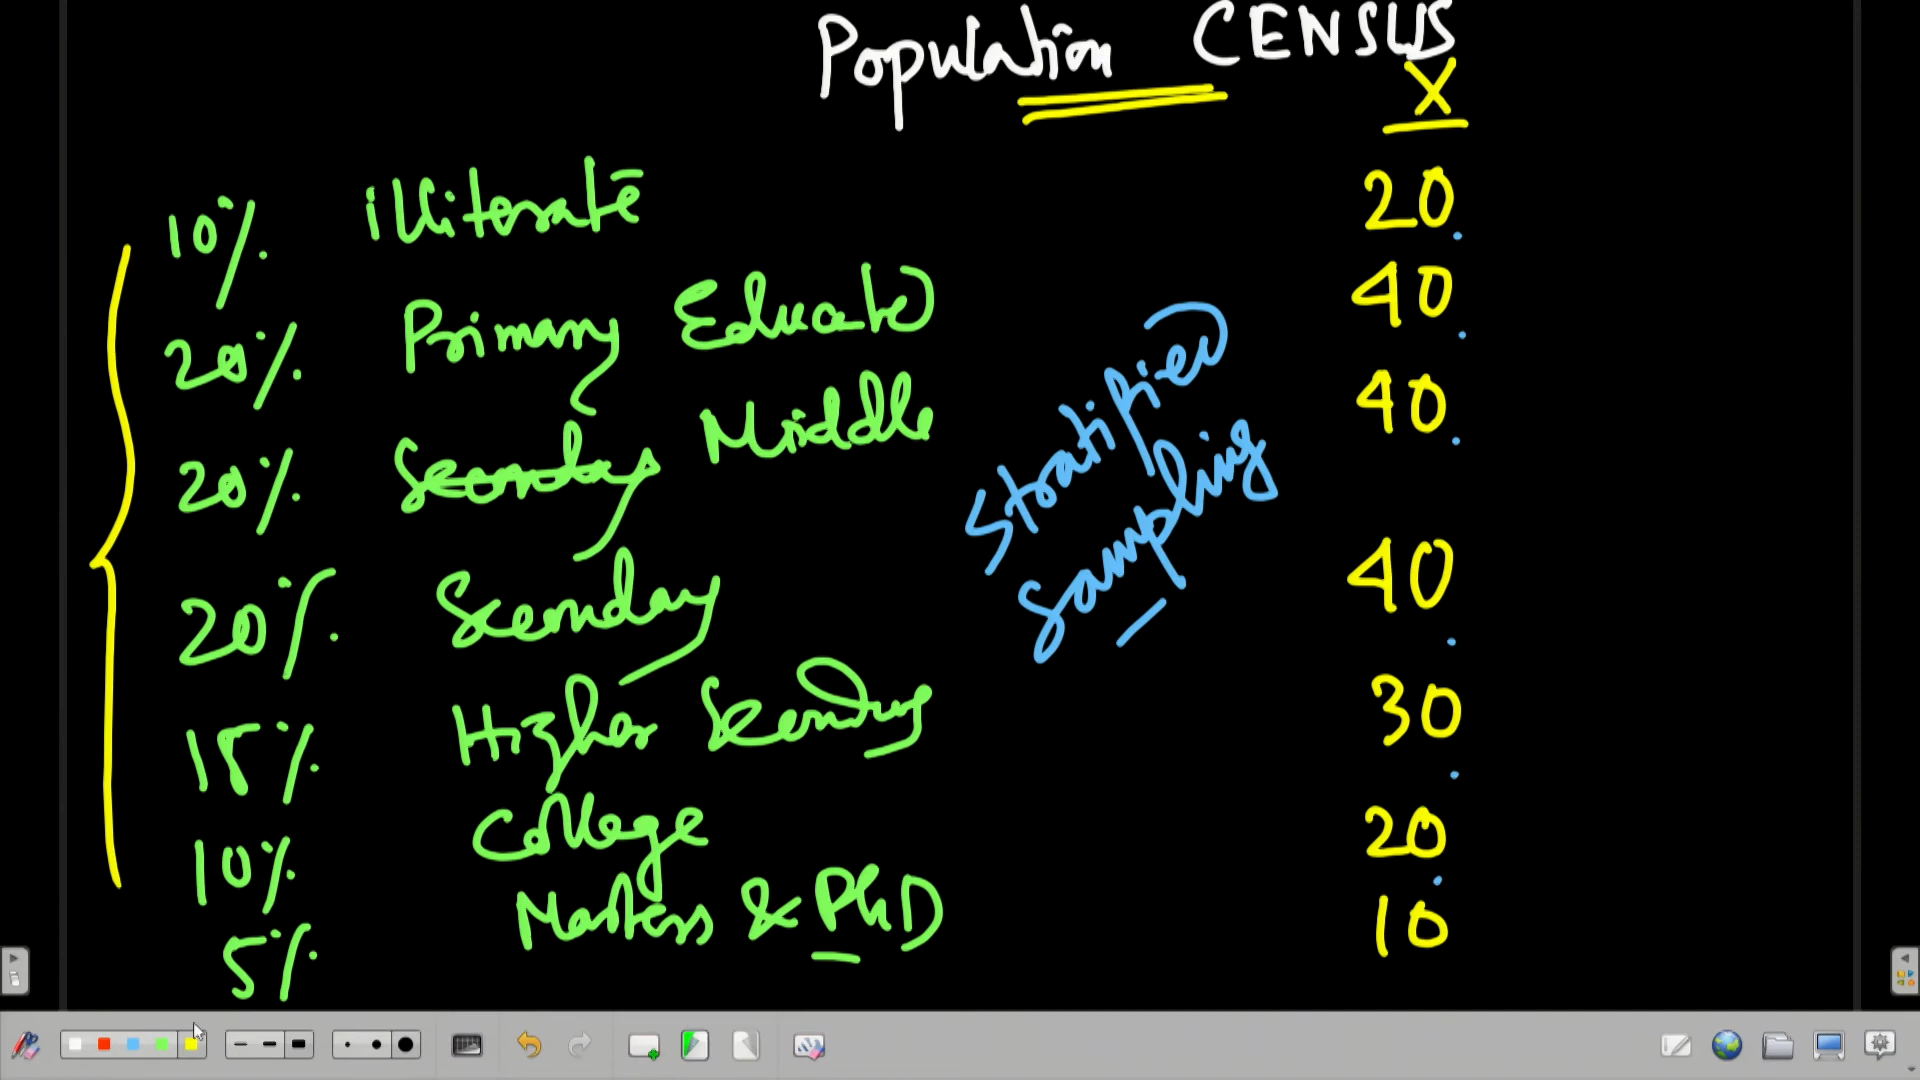 Population CENSUS
X
10% illiterate 20
20% Primary Educated 40
20% Secondary Middle 40
Stratified
Sampling
20% Secondary 40
15% Higher Secondary 30
10% College 20
5% Masters & PhD 10